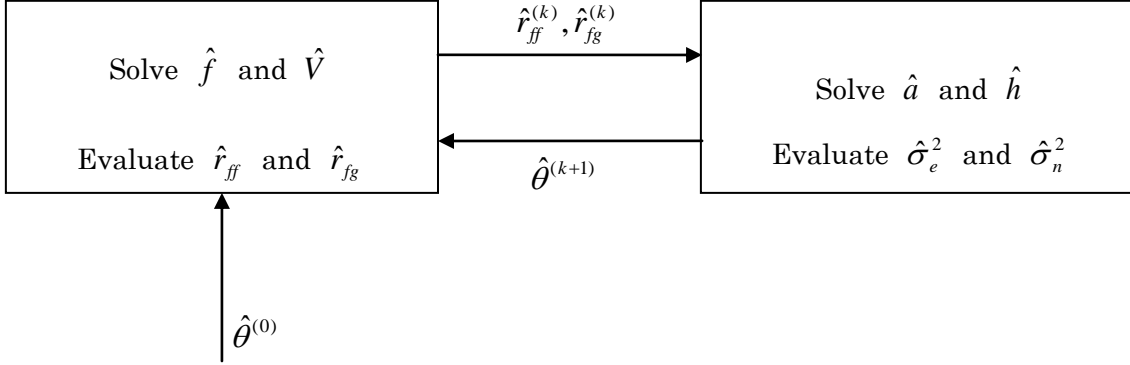 r̂_ff^(k), r̂_fg^(k)
Solve f̂ and V̂
Evaluate r̂_ff and r̂_fg
Solve â and ĥ
Evaluate σ̂_e^2 and σ̂_n^2
θ̂^(k+1)
θ̂^(0)